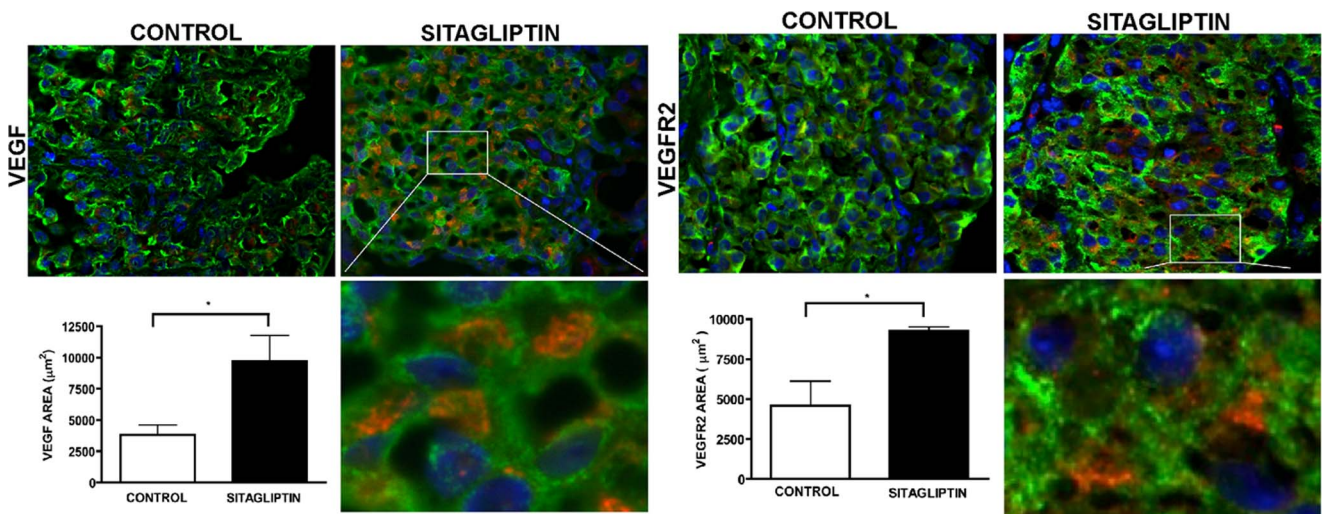 CONTROL
SITAGLIPTIN
VEGF
*
VEGF AREA (μm²)
12500
10000
7500
5000
2500
0
CONTROL
SITAGLIPTIN
CONTROL
SITAGLIPTIN
VEGFR2
*
VEGFR2 AREA ( μm²)
10000
7500
5000
2500
0
CONTROL
SITAGLIPTIN